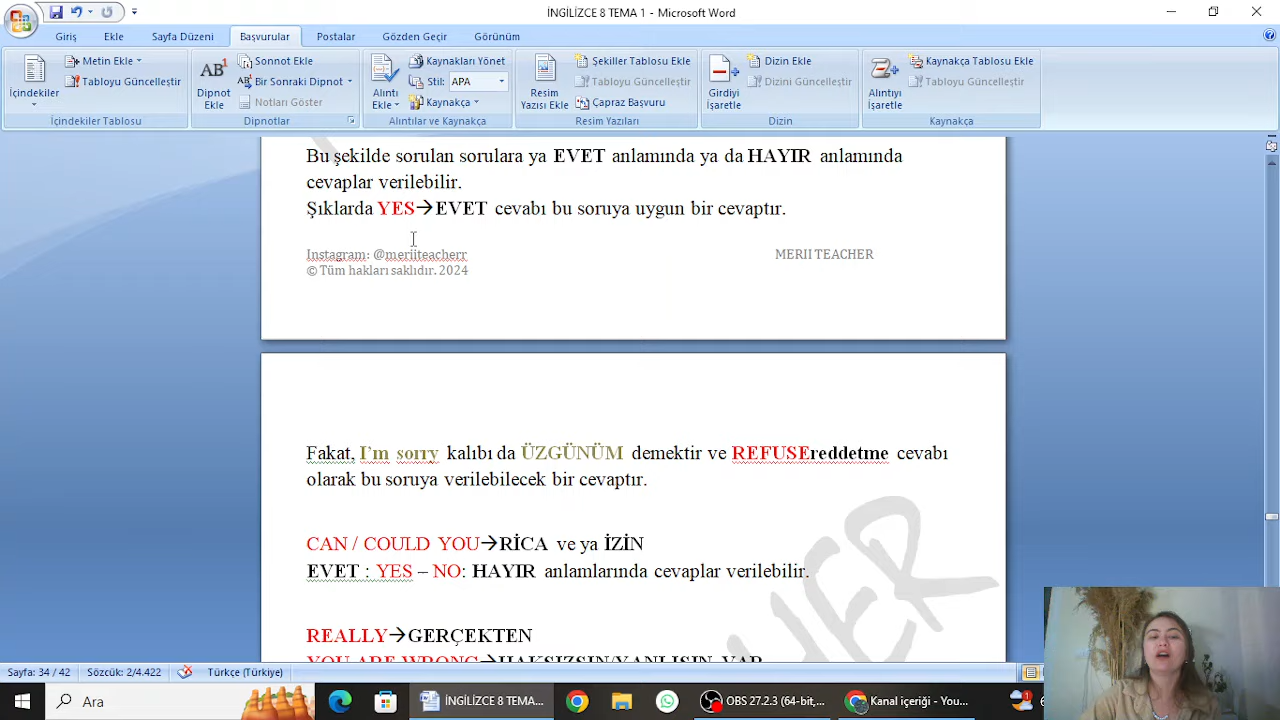 İNGİLİZCE 8 TEMA 1 - Microsoft Word
Giriş Ekle Sayfa Düzeni Başvurular Postalar Gözden Geçir Görünüm
İçindekiler
Metin Ekle
Tabloyu Güncelleştir
İçindekiler Tablosu
AB1
Dipnot Ekle
Sonnot Ekle
Bir Sonraki Dipnot
Notları Göster
Dipnotlar
Alıntı Ekle
Kaynakları Yönet
Stil: APA
Kaynakça
Alıntılar ve Kaynakça
Resim Yazısı Ekle
Şekiller Tablosu Ekle
Tabloyu Güncelleştir
Çapraz Başvuru
Resim Yazıları
Girdiyi İşaretle
Dizin Ekle
Dizini Güncelleştir
Dizin
Alıntıyı İşaretle
Kaynakça Tablosu Ekle
Tabloyu Güncelleştir
Kaynakça
Bu şekilde sorulan sorulara ya EVET anlamında ya da HAYIR anlamında
cevaplar verilebilir.
Şıklarda YES→EVET cevabı bu soruya uygun bir cevaptır.
Instagram: @meriiteacherr MERII TEACHER
© Tüm hakları saklıdır. 2024
Fakat, I'm sorry kalıbı da ÜZGÜNÜM demektir ve REFUSEreddetme cevabı
olarak bu soruya verilebilecek bir cevaptır.
CAN / COULD YOU→RİCA ve ya İZİN
EVET : YES – NO: HAYIR anlamlarında cevaplar verilebilir.
REALLY→GERÇEKTEN
YOU ARE WRONG→HAKSIZSIN/YANLIŞIN VAR
HER
Sayfa: 34 / 42 Sözcük: 2/4.422 Türkçe (Türkiye)
Ara
İNGİLİZCE 8 TEMA...
OBS 27.2.3 (64-bit,...
Kanal içeriği - You...